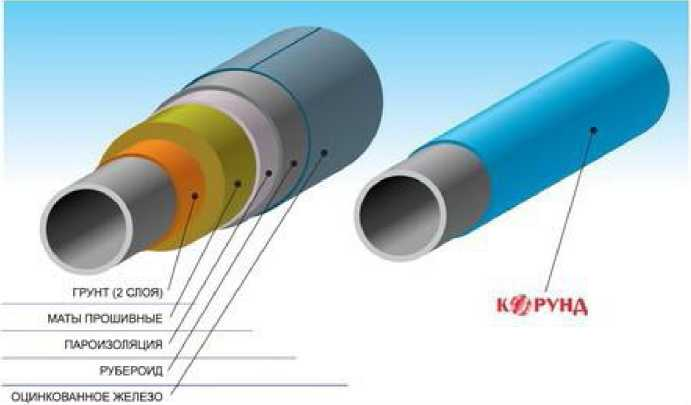 ГРУНТ (2 СЛОЯ)
МАТЫ ПРОШИВНЫЕ
ПАРОИЗОЛЯЦИЯ
РУБЕРОИД
ОЦИНКОВАННОЕ ЖЕЛЕЗО
КОРУНД